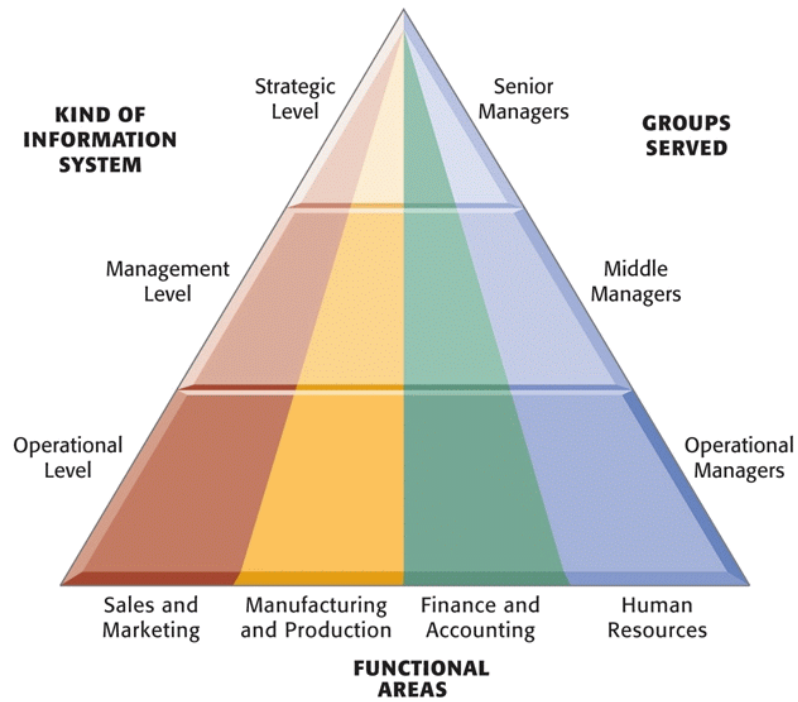 Strategic
Level
Senior
Managers
KIND OF
INFORMATION
SYSTEM
GROUPS
SERVED
Management
Level
Middle
Managers
Operational
Level
Operational
Managers
Sales and
Marketing
Manufacturing
and Production
Finance and
Accounting
Human
Resources
FUNCTIONAL
AREAS